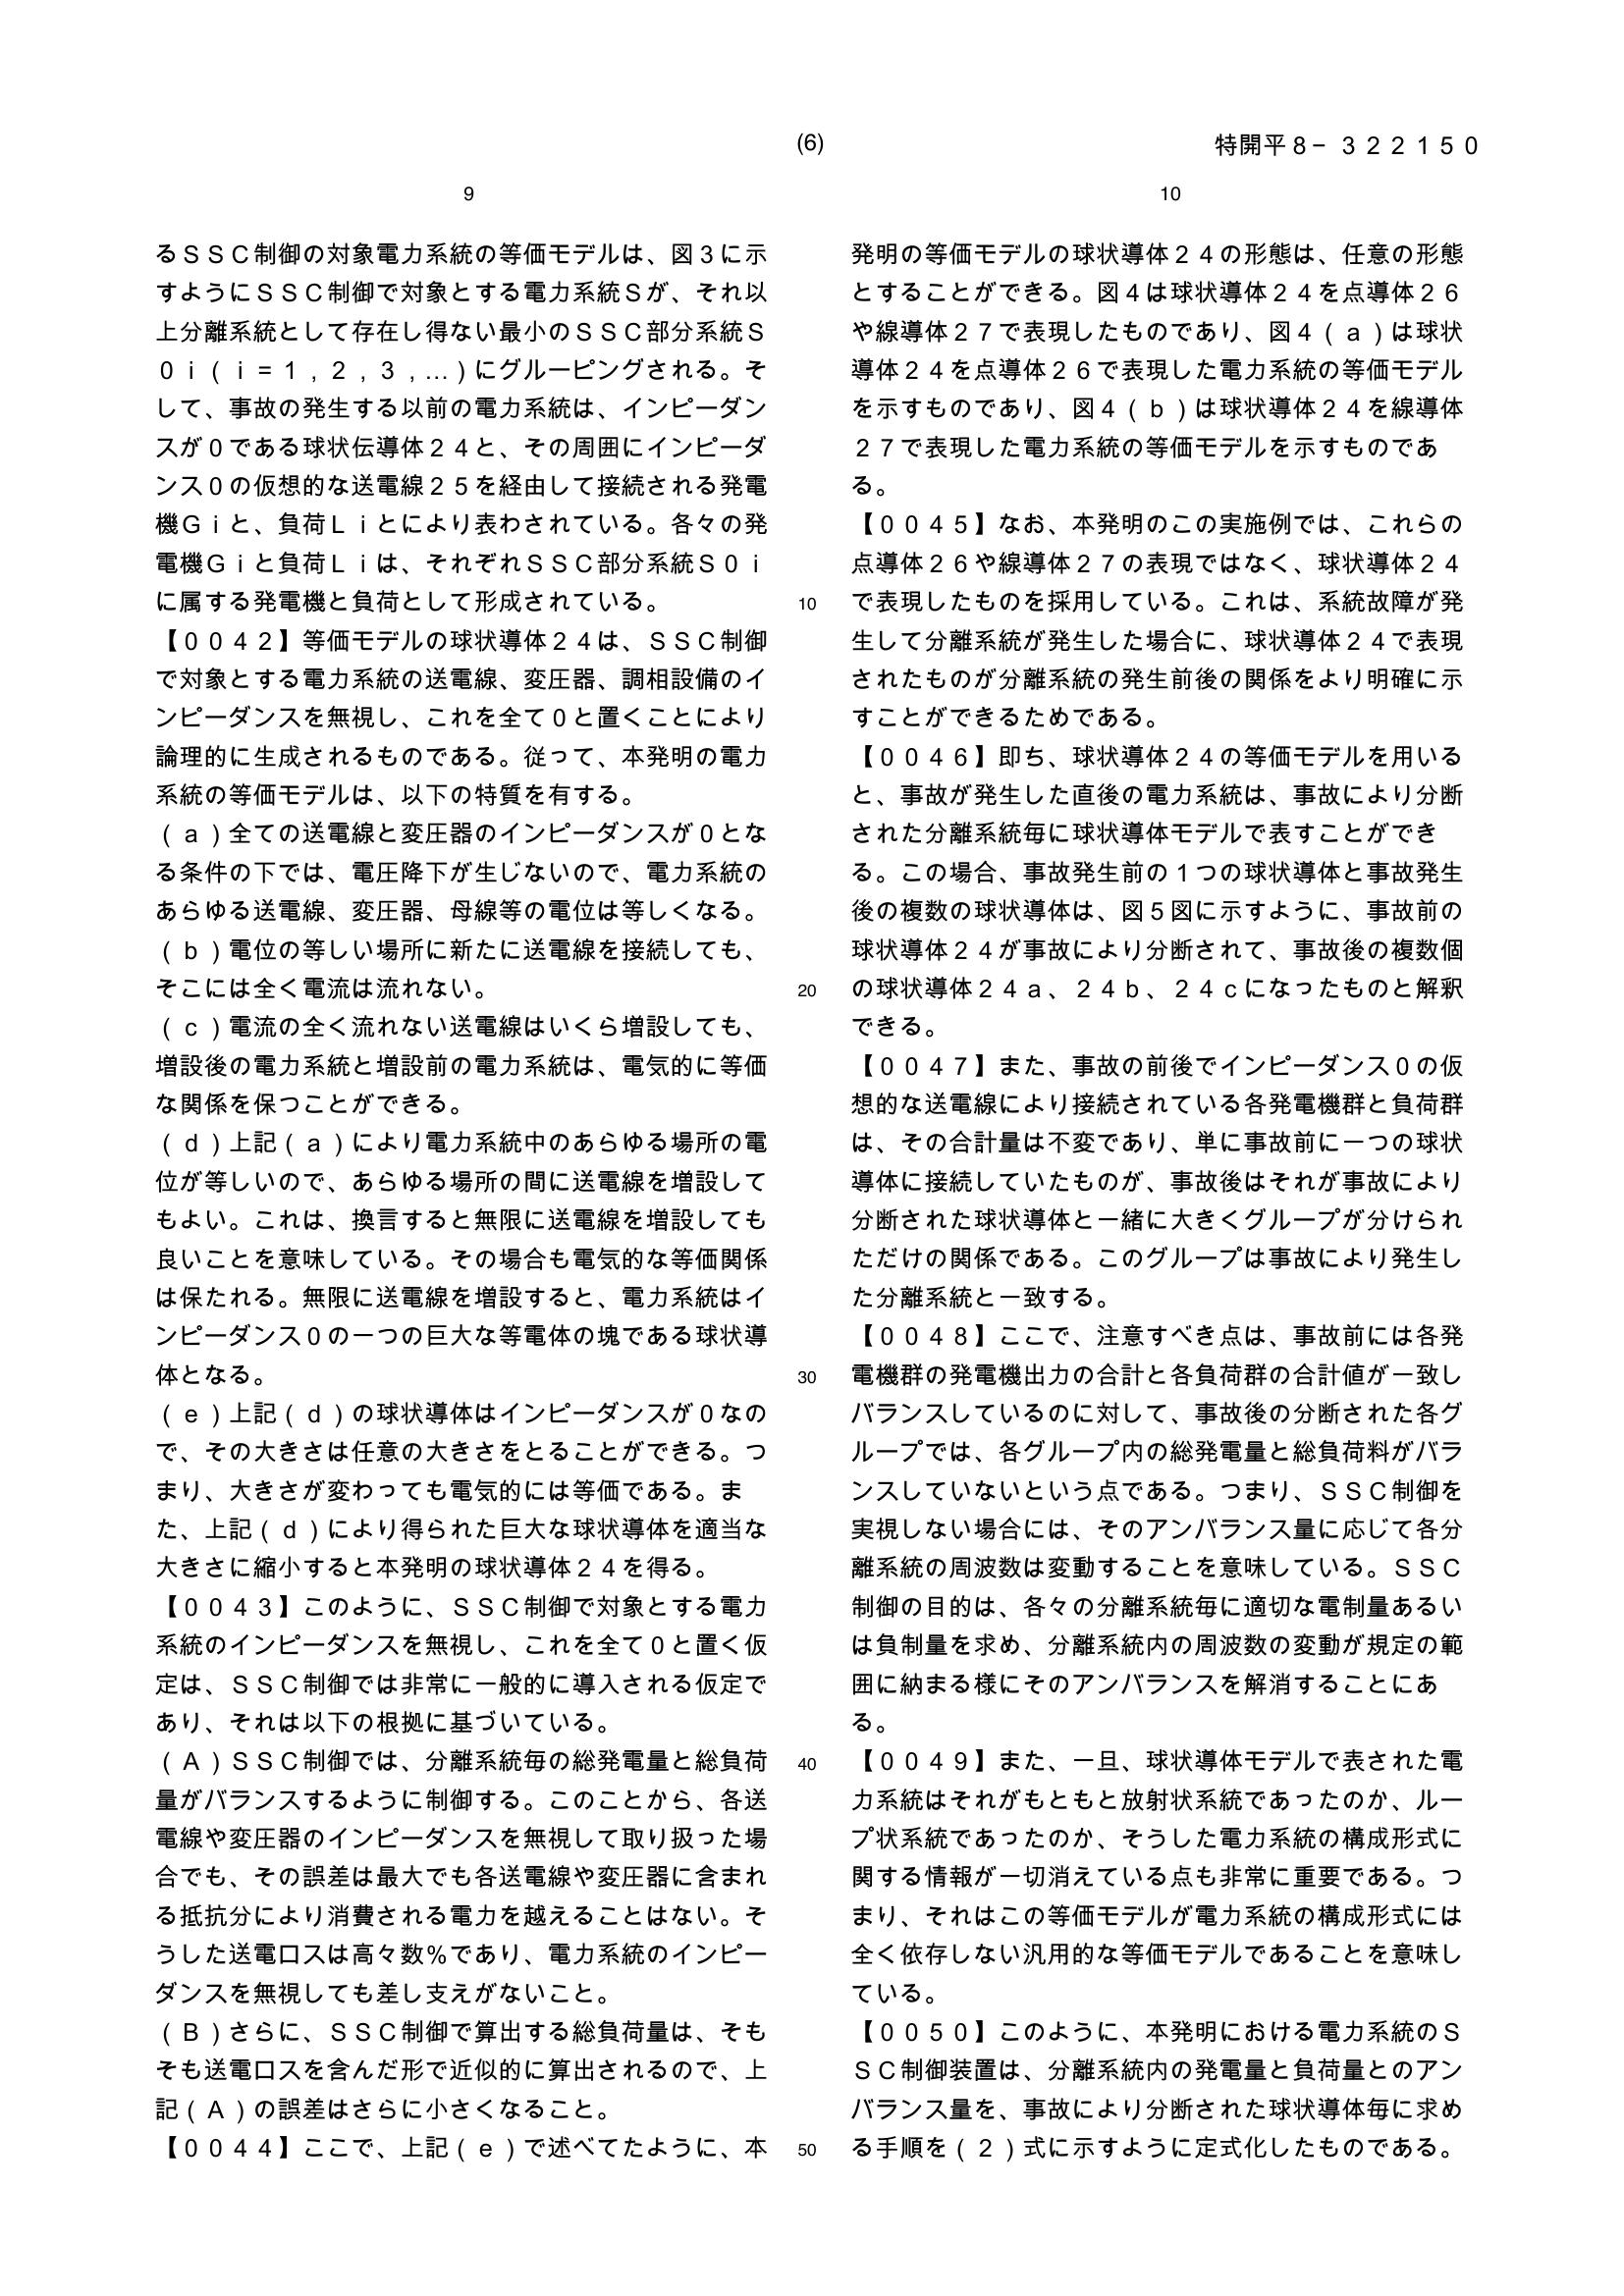 (6)
特開平８－３２２１５０
9
るＳＳＣ制御の対象電力系統の等価モデルは、図３に示
すようにＳＳＣ制御で対象とする電力系統Ｓが、それ以
上分離系統として存在し得ない最小のＳＳＣ部分系統Ｓ
０ｉ（ｉ＝１，２，３，…）にグルーピングされる。そ
して、事故の発生する以前の電力系統は、インピーダン
スが０である球状伝導体２４と、その周囲にインピーダ
ンス０の仮想的な送電線２５を経由して接続される発電
機Ｇｉと、負荷Ｌｉとにより表わされている。各々の発
電機Ｇｉと負荷Ｌｉは、それぞれＳＳＣ部分系統Ｓ０ｉ
に属する発電機と負荷として形成されている。
【００４２】等価モデルの球状導体２４は、ＳＳＣ制御
で対象とする電力系統の送電線、変圧器、調相設備のイ
ンピーダンスを無視し、これを全て０と置くことにより
論理的に生成されるものである。従って、本発明の電力
系統の等価モデルは、以下の特質を有する。
（ａ）全ての送電線と変圧器のインピーダンスが０とな
る条件の下では、電圧降下が生じないので、電力系統の
あらゆる送電線、変圧器、母線等の電位は等しくなる。
（ｂ）電位の等しい場所に新たに送電線を接続しても、
そこには全く電流は流れない。
（ｃ）電流の全く流れない送電線はいくら増設しても、
増設後の電力系統と増設前の電力系統は、電気的に等価
な関係を保つことができる。
（ｄ）上記（ａ）により電力系統中のあらゆる場所の電
位が等しいので、あらゆる場所の間に送電線を増設して
もよい。これは、換言すると無限に送電線を増設しても
良いことを意味している。その場合も電気的な等価関係
は保たれる。無限に送電線を増設すると、電力系統はイ
ンピーダンス０の一つの巨大な等電体の塊である球状導
体となる。
（ｅ）上記（ｄ）の球状導体はインピーダンスが０なの
で、その大きさは任意の大きさをとることができる。つ
まり、大きさが変わっても電気的には等価である。ま
た、上記（ｄ）により得られた巨大な球状導体を適当な
大きさに縮小すると本発明の球状導体２４を得る。
【００４３】このように、ＳＳＣ制御で対象とする電力
系統のインピーダンスを無視し、これを全て０と置く仮
定は、ＳＳＣ制御では非常に一般的に導入される仮定で
あり、それは以下の根拠に基づいている。
（Ａ）ＳＳＣ制御では、分離系統毎の総発電量と総負荷
量がバランスするように制御する。このことから、各送
電線や変圧器のインピーダンスを無視して取り扱った場
合でも、その誤差は最大でも各送電線や変圧器に含まれ
る抵抗分により消費される電力を越えることはない。そ
うした送電ロスは高々数％であり、電力系統のインピー
ダンスを無視しても差し支えがないこと。
（Ｂ）さらに、ＳＳＣ制御で算出する総負荷量は、そも
そも送電ロスを含んだ形で近似的に算出されるので、上
記（Ａ）の誤差はさらに小さくなること。
【００４４】ここで、上記（ｅ）で述べてたように、本
10
20
30
40
50
10
発明の等価モデルの球状導体２４の形態は、任意の形態
とすることができる。図４は球状導体２４を点導体２６
や線導体２７で表現したものであり、図４（ａ）は球状
導体２４を点導体２６で表現した電力系統の等価モデル
を示すものであり、図４（ｂ）は球状導体２４を線導体
２７で表現した電力系統の等価モデルを示すものであ
る。
【００４５】なお、本発明のこの実施例では、これらの
点導体２６や線導体２７の表現ではなく、球状導体２４
で表現したものを採用している。これは、系統故障が発
生して分離系統が発生した場合に、球状導体２４で表現
されたものが分離系統の発生前後の関係をより明確に示
すことができるためである。
【００４６】即ち、球状導体２４の等価モデルを用いる
と、事故が発生した直後の電力系統は、事故により分断
された分離系統毎に球状導体モデルで表すことができ
る。この場合、事故発生前の１つの球状導体と事故発生
後の複数の球状導体は、図５図に示すように、事故前の
球状導体２４が事故により分断されて、事故後の複数個
の球状導体２４ａ、２４ｂ、２４ｃになったものと解釈
できる。
【００４７】また、事故の前後でインピーダンス０の仮
想的な送電線により接続されている各発電機群と負荷群
は、その合計量は不変であり、単に事故前に一つの球状
導体に接続していたものが、事故後はそれが事故により
分断された球状導体と一緒に大きくグループが分けられ
ただけの関係である。このグループは事故により発生し
た分離系統と一致する。
【００４８】ここで、注意すべき点は、事故前には各発
電機群の発電機出力の合計と各負荷群の合計値が一致し
バランスしているのに対して、事故後の分断された各グ
ループでは、各グループ内の総発電量と総負荷料がバラ
ンスしていないという点である。つまり、ＳＳＣ制御を
実視しない場合には、そのアンバランス量に応じて各分
離系統の周波数は変動することを意味している。ＳＳＣ
制御の目的は、各々の分離系統毎に適切な電制量あるい
は負制量を求め、分離系統内の周波数の変動が規定の範
囲に納まる様にそのアンバランスを解消することにあ
る。
【００４９】また、一旦、球状導体モデルで表された電
力系統はそれがもともと放射状系統であったのか、ルー
プ状系統であったのか、そうした電力系統の構成形式に
関する情報が一切消えている点も非常に重要である。つ
まり、それはこの等価モデルが電力系統の構成形式には
全く依存しない汎用的な等価モデルであることを意味し
ている。
【００５０】このように、本発明における電力系統のＳ
ＳＣ制御装置は、分離系統内の発電量と負荷量とのアン
バランス量を、事故により分断された球状導体毎に求め
る手順を（２）式に示すように定式化したものである。